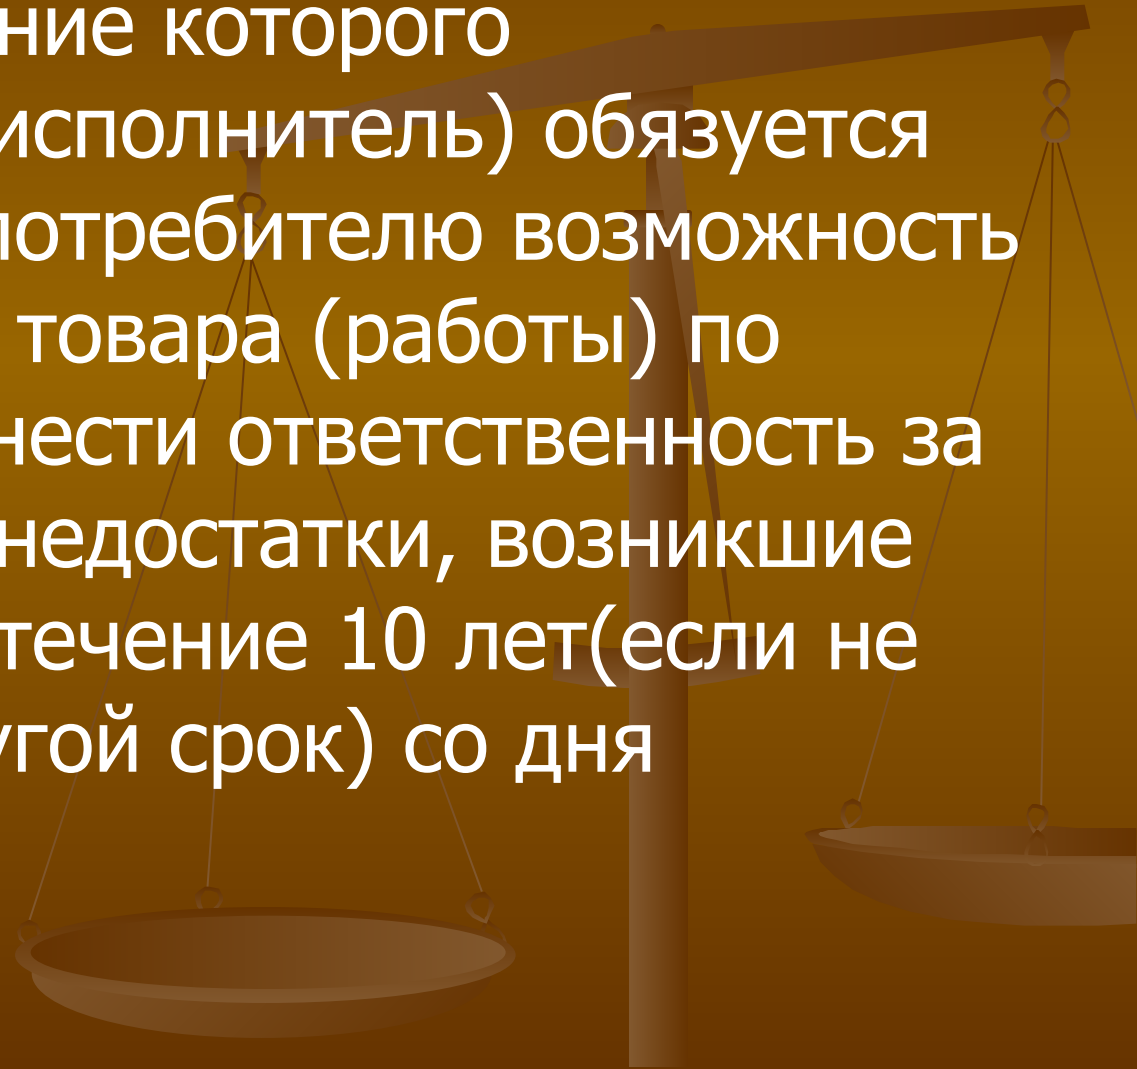 ние которого
исполнитель) обязуется
потребителю возможность
товара (работы) по
нести ответственность за
недостатки, возникшие
течение 10 лет(если не
угой срок) со дня